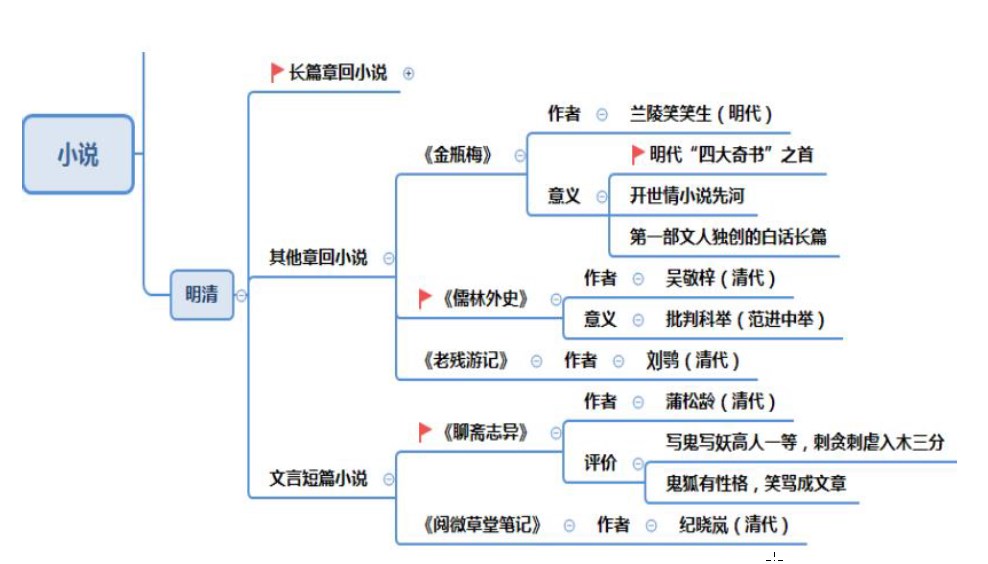 小说
明清
长篇章回小说
其他章回小说
《金瓶梅》
作者
兰陵笑笑生（明代）
意义
明代“四大奇书”之首
开世情小说先河
第一部文人独创的白话长篇
《儒林外史》
作者
吴敬梓（清代）
意义
批判科举（范进中举）
《老残游记》
作者
刘鹗（清代）
文言短篇小说
《聊斋志异》
作者
蒲松龄（清代）
评价
写鬼写妖高人一等，刺贪刺虐入木三分
鬼狐有性格，笑骂成文章
《阅微草堂笔记》
作者
纪晓岚（清代）